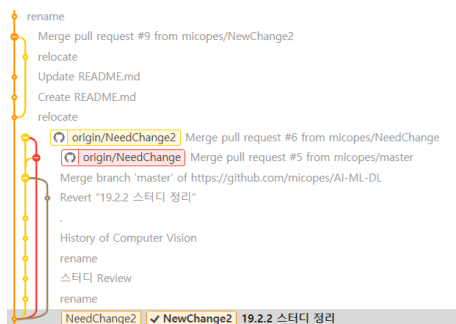 rename
Merge pull request #9 from micopes/NewChange2
relocate
Update README.md
Create README.md
relocate
origin/NeedChange2 Merge pull request #6 from micopes/NeedChange
origin/NeedChange Merge pull request #5 from micopes/master
Merge branch 'master' of https://github.com/micopes/AI-ML-DL
Revert "19.2.2 스터디 정리"
.
History of Computer Vision
rename
스터디 Review
rename
NeedChange2 ✓ NewChange2 19.2.2 스터디 정리